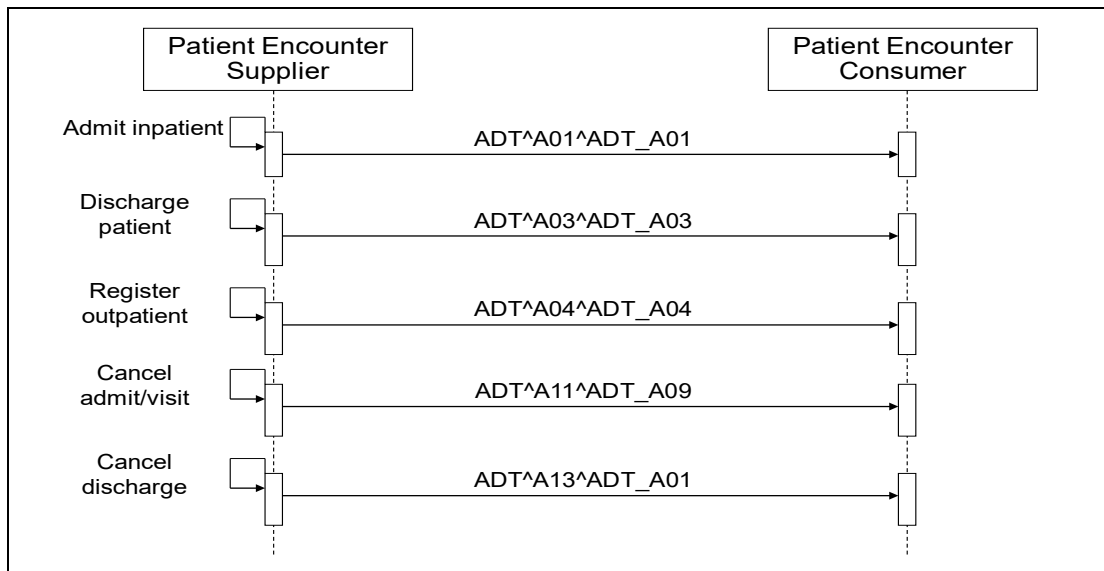 Patient Encounter
Supplier
Patient Encounter
Consumer
Admit inpatient
ADT^A01^ADT_A01
Discharge
patient
ADT^A03^ADT_A03
Register
outpatient
ADT^A04^ADT_A04
Cancel
admit/visit
ADT^A11^ADT_A09
Cancel
discharge
ADT^A13^ADT_A01